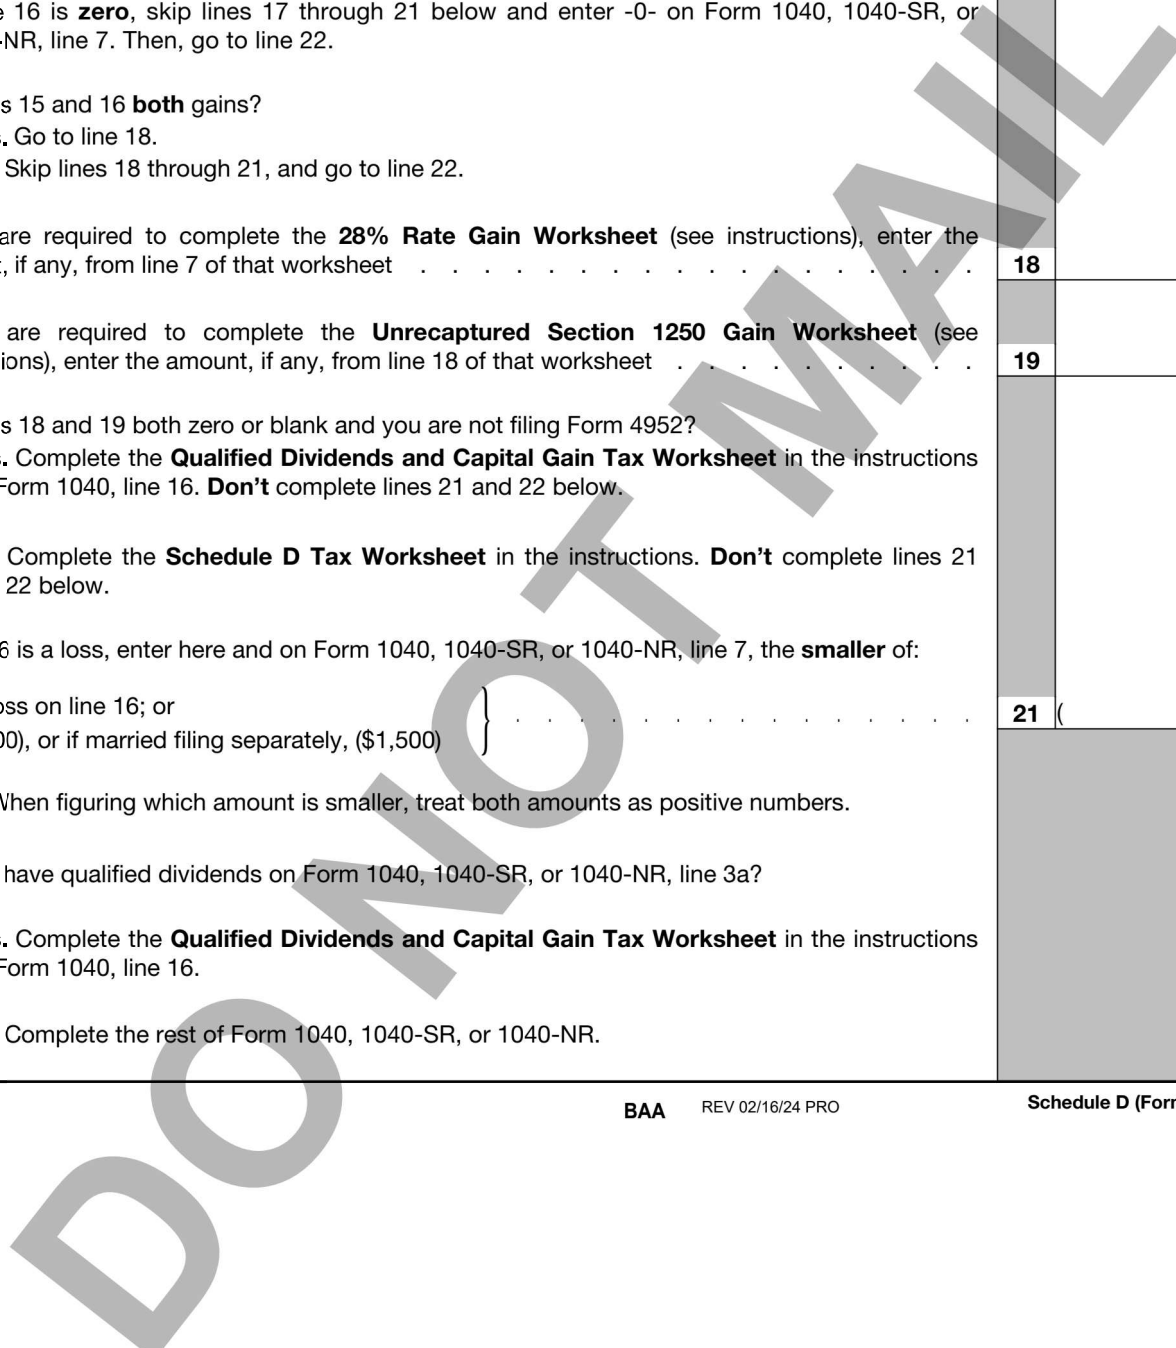 e 16 is zero, skip lines 17 through 21 below and enter -0- on Form 1040, 1040-SR, or
-NR, line 7. Then, go to line 22.
s 15 and 16 both gains?
s. Go to line 18.
Skip lines 18 through 21, and go to line 22.
are required to complete the 28% Rate Gain Worksheet (see instructions), enter the
, if any, from line 7 of that worksheet . . . . . . . . . . . . . . . . . . 18
are required to complete the Unrecaptured Section 1250 Gain Worksheet (see
ions), enter the amount, if any, from line 18 of that worksheet . . . . . . . . . . 19
s 18 and 19 both zero or blank and you are not filing Form 4952?
s. Complete the Qualified Dividends and Capital Gain Tax Worksheet in the instructions
Form 1040, line 16. Don't complete lines 21 and 22 below.
Complete the Schedule D Tax Worksheet in the instructions. Don't complete lines 21
22 below.
6 is a loss, enter here and on Form 1040, 1040-SR, or 1040-NR, line 7, the smaller of:
oss on line 16; or
00), or if married filing separately, ($1,500) } . . . . . . . . . . . . . . . 21 (
When figuring which amount is smaller, treat both amounts as positive numbers.
have qualified dividends on Form 1040, 1040-SR, or 1040-NR, line 3a?
s. Complete the Qualified Dividends and Capital Gain Tax Worksheet in the instructions
Form 1040, line 16.
Complete the rest of Form 1040, 1040-SR, or 1040-NR.
BAA REV 02/16/24 PRO Schedule D (Form
DO NOT MAIL